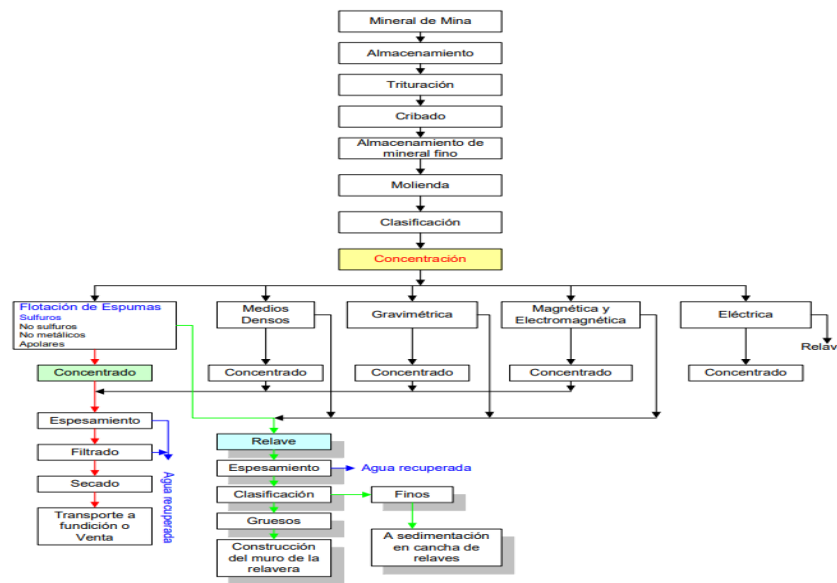 Mineral de Mina
Almacenamiento
Trituración
Cribado
Almacenamiento de
mineral fino
Molienda
Clasificación
Concentración
Flotación de Espumas
Sulfuros
No sulfuros
No metálicos
Apolares
Medios
Densos
Gravimétrica
Magnética y
Electromagnética
Eléctrica
Relav
Concentrado
Concentrado
Concentrado
Concentrado
Concentrado
Espesamiento
Filtrado
Secado
Transporte a
fundición o
Venta
Agua recuperada
Relave
Espesamiento
Agua recuperada
Clasificación
Finos
Gruesos
Construcción
del muro de la
relavera
A sedimentación
en cancha de
relaves